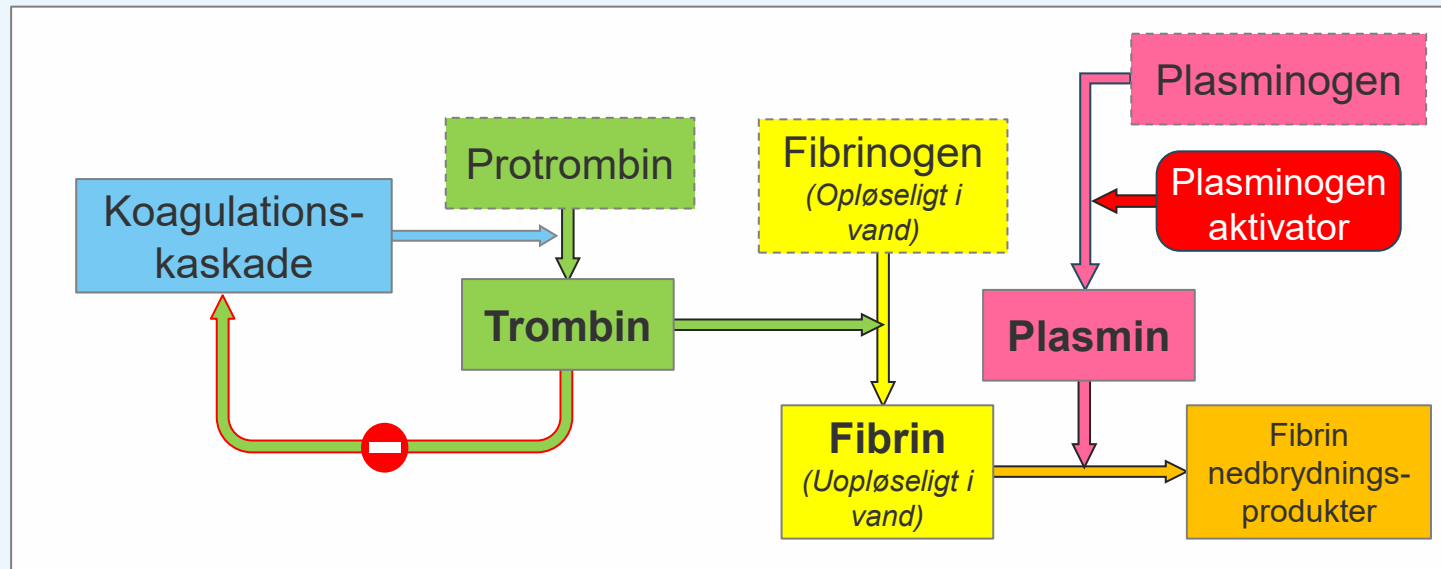 Koagulations-
kaskade
Protrombin
Trombin
Fibrinogen
(Opløseligt i
vand)
Fibrin
(Uopløseligt i
vand)
Plasminogen
Plasminogen
aktivator
Plasmin
Fibrin
nedbrydnings-
produkter